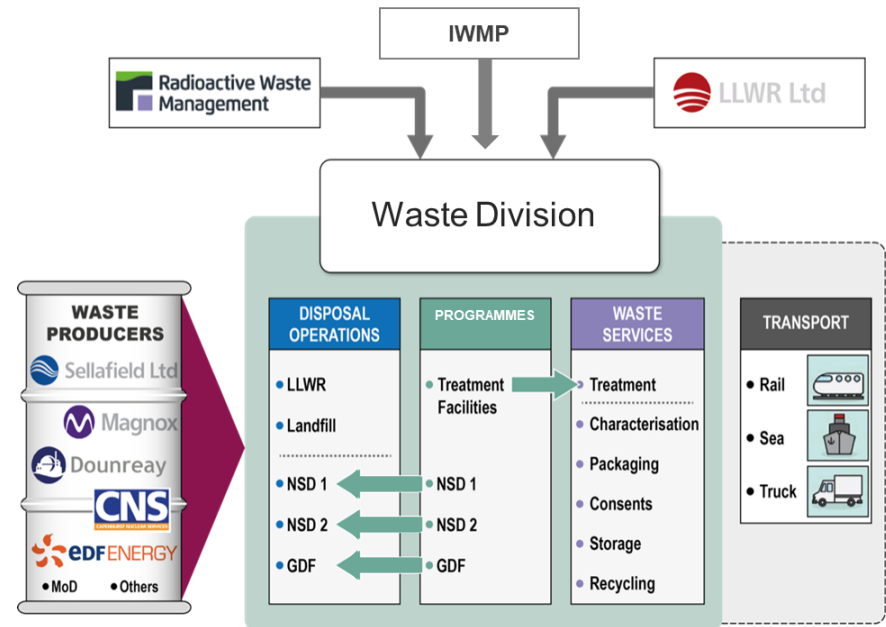 IWMP
Radioactive Waste
Management
LLWR Ltd
Waste Division
WASTE
PRODUCERS
Sellafield Ltd
Magnox
Dounreay
CNS
CAPENHURST NUCLEAR SERVICES
eDF ENERGY
• MoD • Others
DISPOSAL
OPERATIONS
• LLWR
• Landfill
• NSD 1
• NSD 2
• GDF
PROGRAMMES
• Treatment
Facilities
• NSD 1
• NSD 2
• GDF
WASTE
SERVICES
• Treatment
• Characterisation
• Packaging
• Consents
• Storage
• Recycling
TRANSPORT
• Rail
• Sea
• Truck